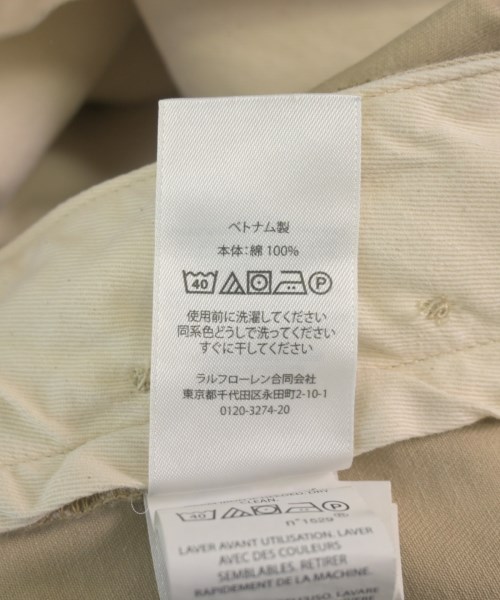 ベトナム製
本体：綿 100%
40 P
使用前に洗濯してください
同系色どうしで洗ってください
すぐに干してください
ラルフローレン合同会社
東京都千代田区永田町2-10-1
0120-3274-20
CLEAN.
40 P
n°1629
LAVER AVANT UTILISATION. LAVER
AVEC DES COULEURS
SEMBLABLES. RETIRER
RAPIDEMENT DE LA MACHINE.